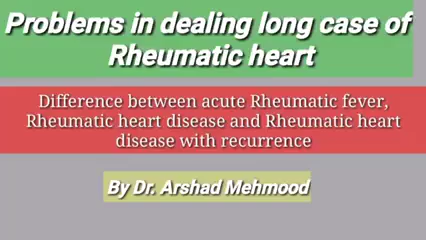 Problems in dealing long case of
Rheumatic heart
Difference between acute Rheumatic fever,
Rheumatic heart disease and Rheumatic heart
disease with recurrence
By Dr. Arshad Mehmood